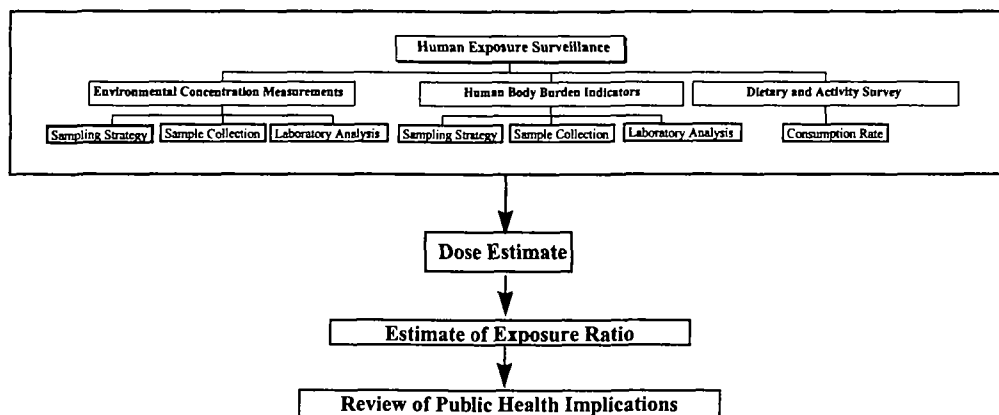 Human Exposure Surveillance
Environmental Concentration Measurements
Human Body Burden Indicators
Dietary and Activity Survey
Sampling Strategy
Sample Collection
Laboratory Analysis
Sampling Strategy
Sample Collection
Laboratory Analysis
Consumption Rate
Dose Estimate
Estimate of Exposure Ratio
Review of Public Health Implications